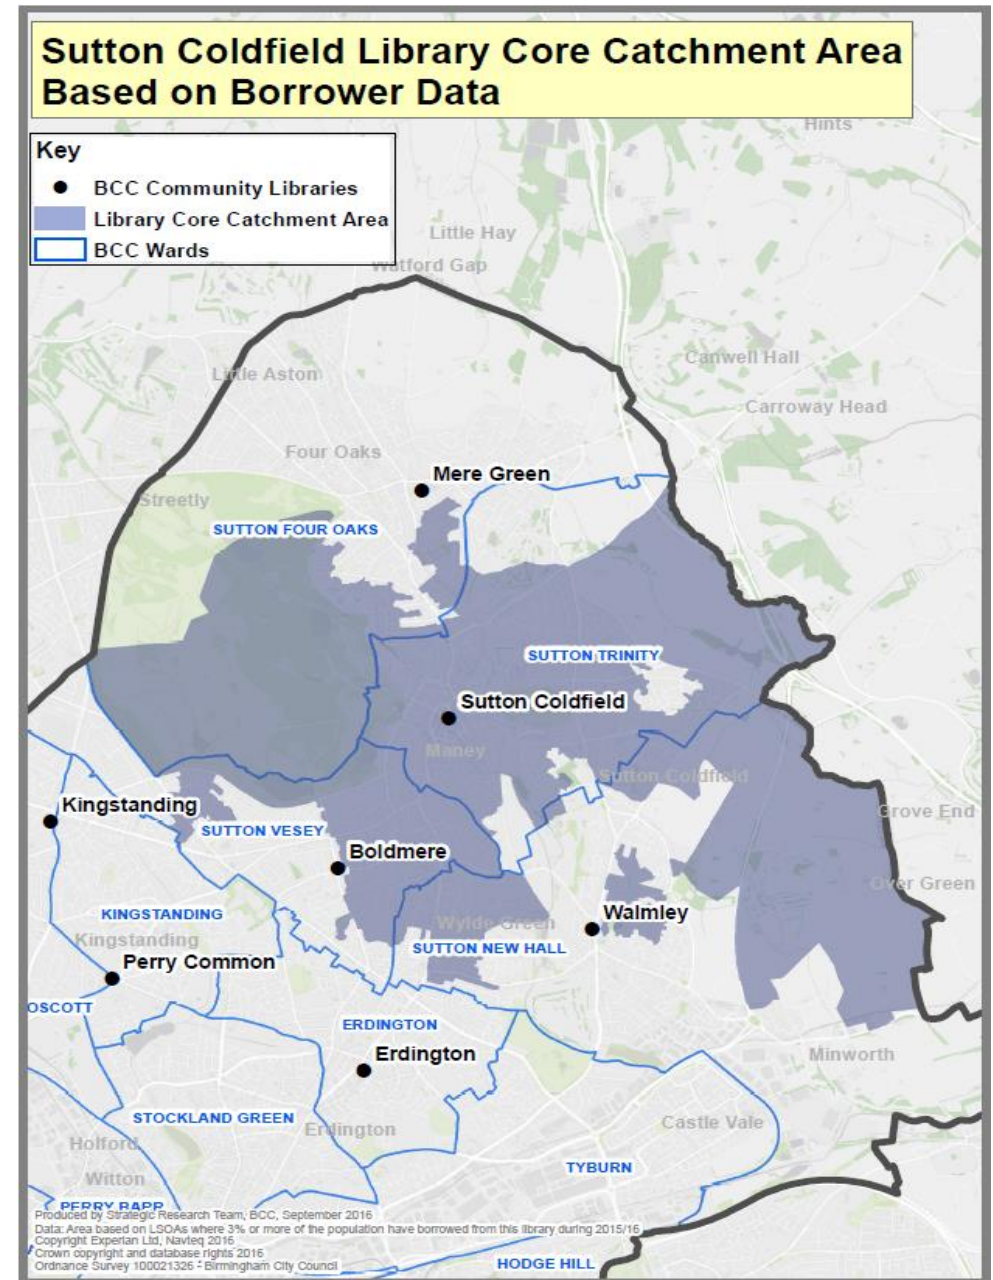 Sutton Coldfield Library Core Catchment Area
Based on Borrower Data
Key
BCC Community Libraries
Library Core Catchment Area
BCC Wards
Hints
Little Hay
Watford Gap
Canwell Hall
Little Aston
Carroway Head
Four Oaks
Mere Green
Streetly
SUTTON FOUR OAKS
SUTTON TRINITY
Sutton Coldfield
Maney
Sutton Coldfield
Kingstanding
Grove End
SUTTON VESEY
Boldmere
Over Green
Walmley
KINGSTANDING
Wylde Green
Kingstanding
SUTTON NEW HALL
Perry Common
OSCOTT
ERDINGTON
Erdington
Minworth
STOCKLAND GREEN
Castle Vale
Erdington
Holford
TYBURN
Witton
PERRY BARR
Produced by Strategic Research Team, BCC, September 2016
Data: Area based on LSOAs where 3% or more of the population have borrowed from this library during 2015/16
Copyright Experian Ltd, Navteq 2016
Crown copyright and database rights 2016
Ordnance Survey 100021326 - Birmingham City Council
HODGE HILL